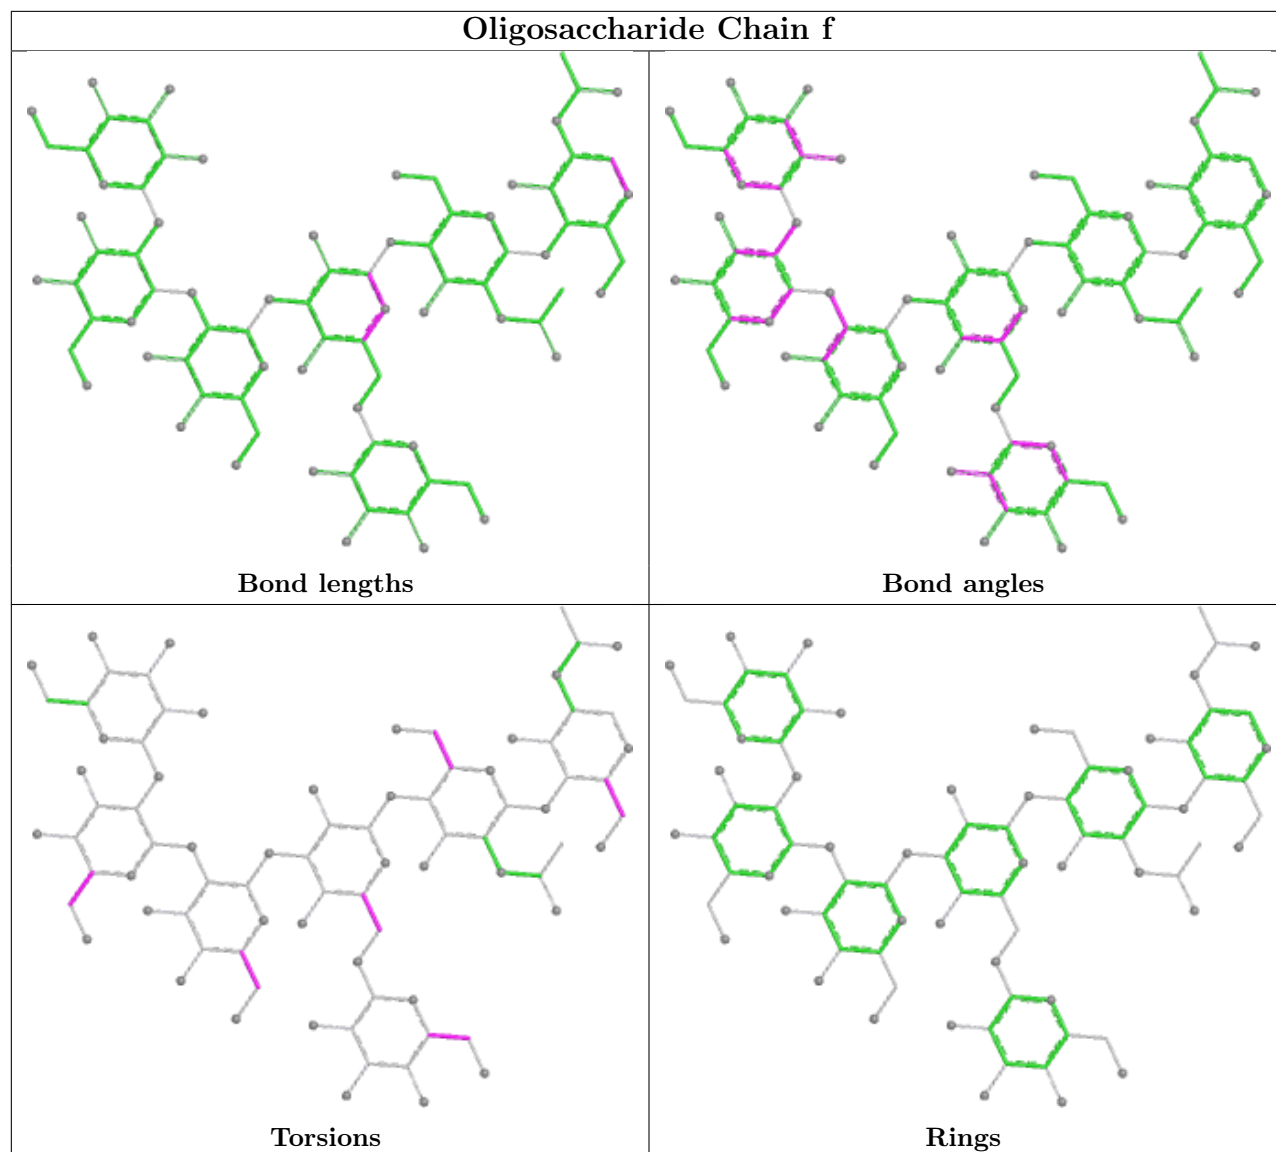 Oligosaccharide Chain f
Bond lengths
Bond angles
Torsions
Rings